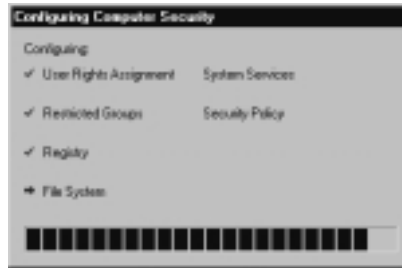 Configuring Computer Security
Configuring:
✓ User Rights Assignment System Services
✓ Restricted Groups Security Policy
✓ Registry
➔ File System